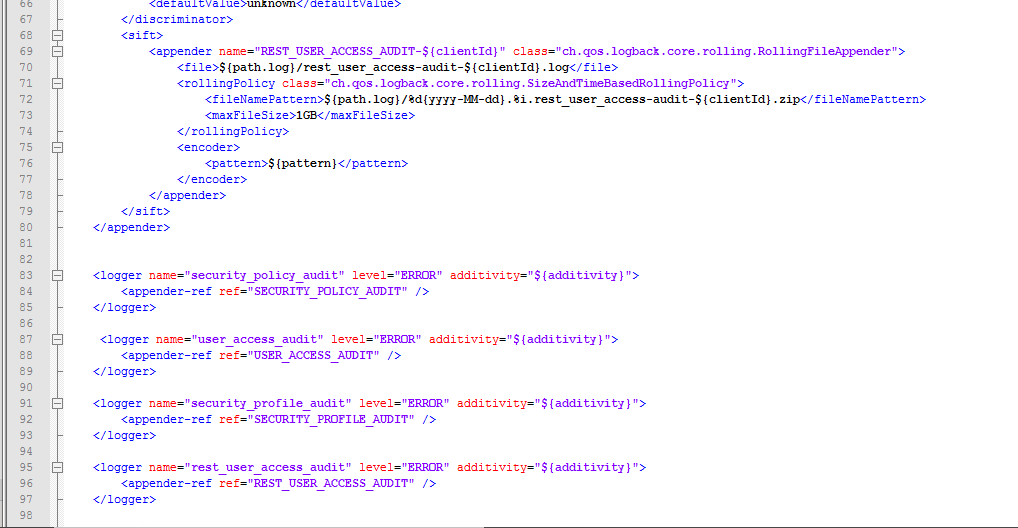 66 <defaultValue>unknown</defaultValue>
67 </discriminator>
68 <sift>
69 <appender name="REST_USER_ACCESS_AUDIT-${clientId}" class="ch.qos.logback.core.rolling.RollingFileAppender">
70 <file>${path.log}/rest_user_access-audit-${clientId}.log</file>
71 <rollingPolicy class="ch.qos.logback.core.rolling.SizeAndTimeBasedRollingPolicy">
72 <fileNamePattern>${path.log}/%d{yyyy-MM-dd}.%i.rest_user_access-audit-${clientId}.zip</fileNamePattern>
73 <maxFileSize>1GB</maxFileSize>
74 </rollingPolicy>
75 <encoder>
76 <pattern>${pattern}</pattern>
77 </encoder>
78 </appender>
79 </sift>
80 </appender>
81
82
83 <logger name="security_policy_audit" level="ERROR" additivity="${additivity}">
84 <appender-ref ref="SECURITY_POLICY_AUDIT" />
85 </logger>
86
87 <logger name="user_access_audit" level="ERROR" additivity="${additivity}">
88 <appender-ref ref="USER_ACCESS_AUDIT" />
89 </logger>
90
91 <logger name="security_profile_audit" level="ERROR" additivity="${additivity}">
92 <appender-ref ref="SECURITY_PROFILE_AUDIT" />
93 </logger>
94
95 <logger name="rest_user_access_audit" level="ERROR" additivity="${additivity}">
96 <appender-ref ref="REST_USER_ACCESS_AUDIT" />
97 </logger>
98